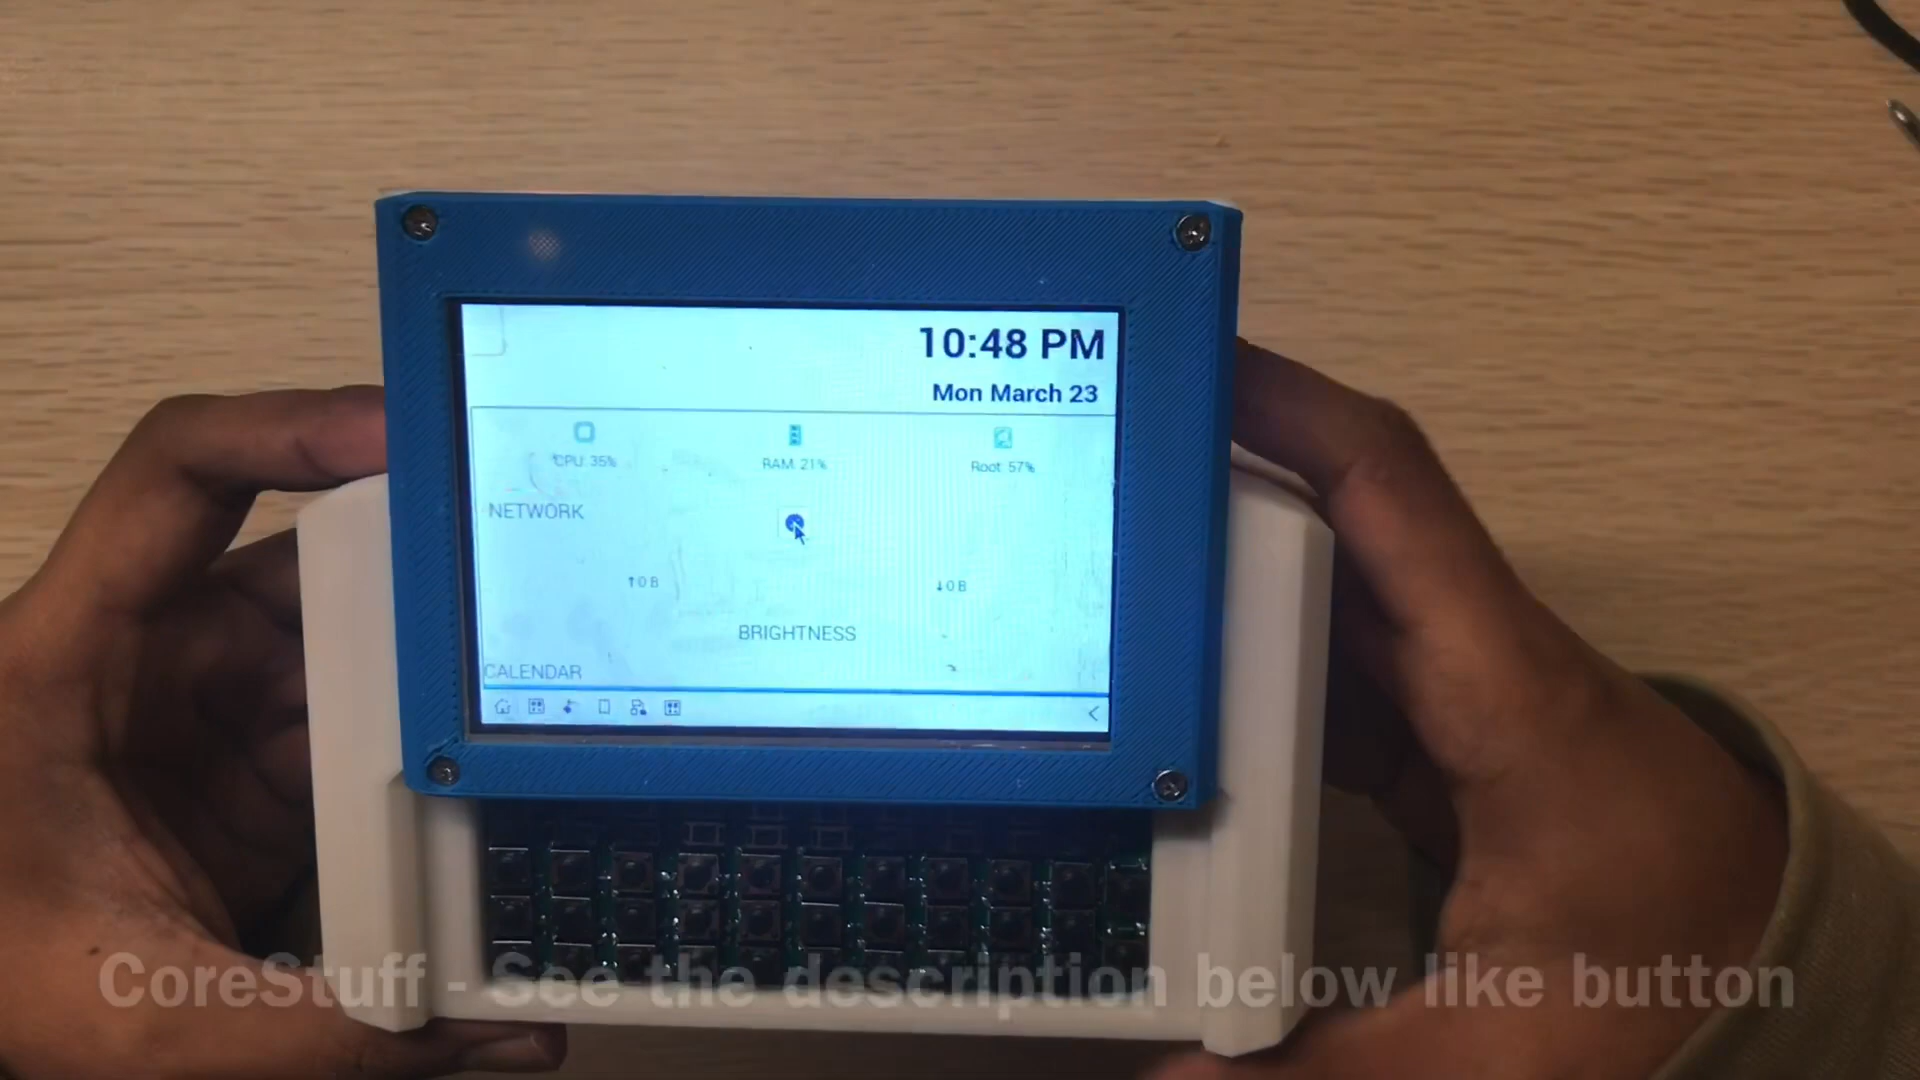 10:48 PM
Mon March 23
CPU: 35%
RAM: 21%
Root: 57%
NETWORK
↑0 B
↓0 B
BRIGHTNESS
CALENDAR
CoreStuff - See the description below like button